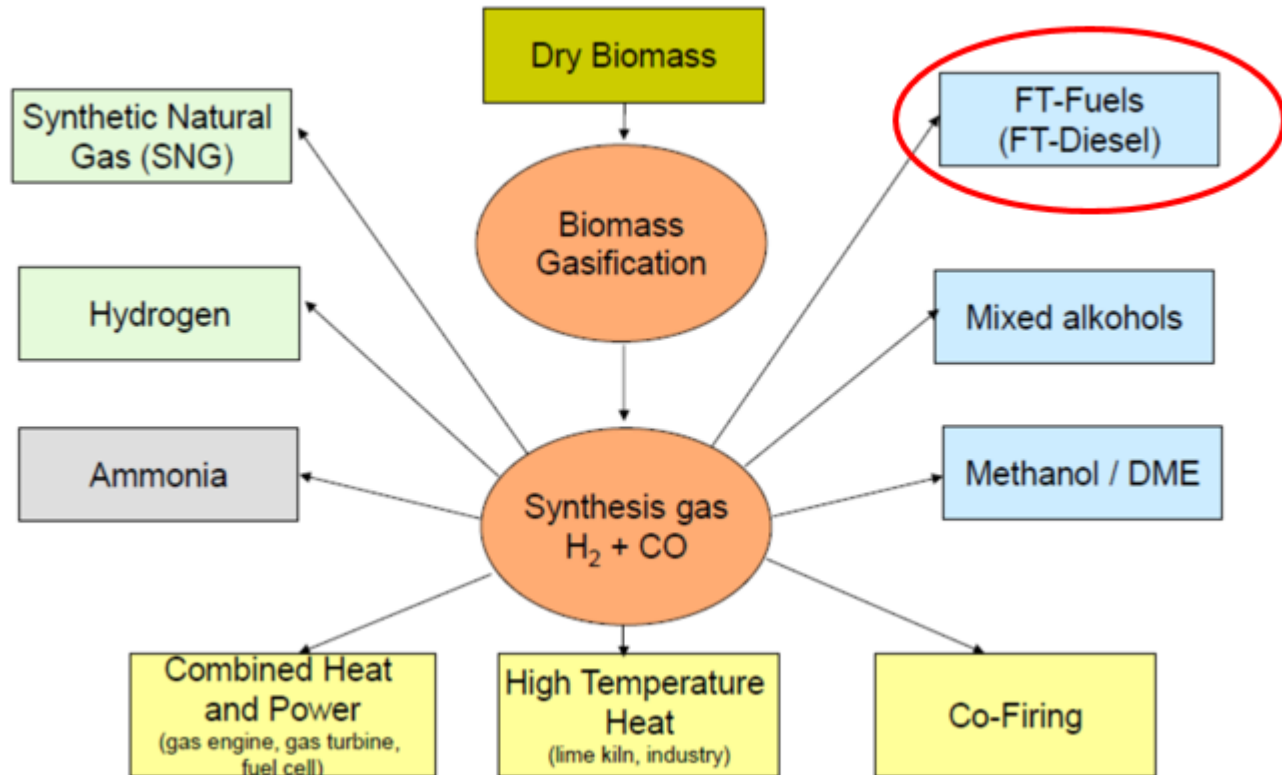 Dry Biomass
FT-Fuels
(FT-Diesel)
Synthetic Natural
Gas (SNG)
Biomass
Gasification
Hydrogen
Mixed alkohols
Ammonia
Methanol / DME
Synthesis gas
H₂ + CO
Combined Heat
and Power
(gas engine, gas turbine,
fuel cell)
High Temperature
Heat
(lime kiln, industry)
Co-Firing